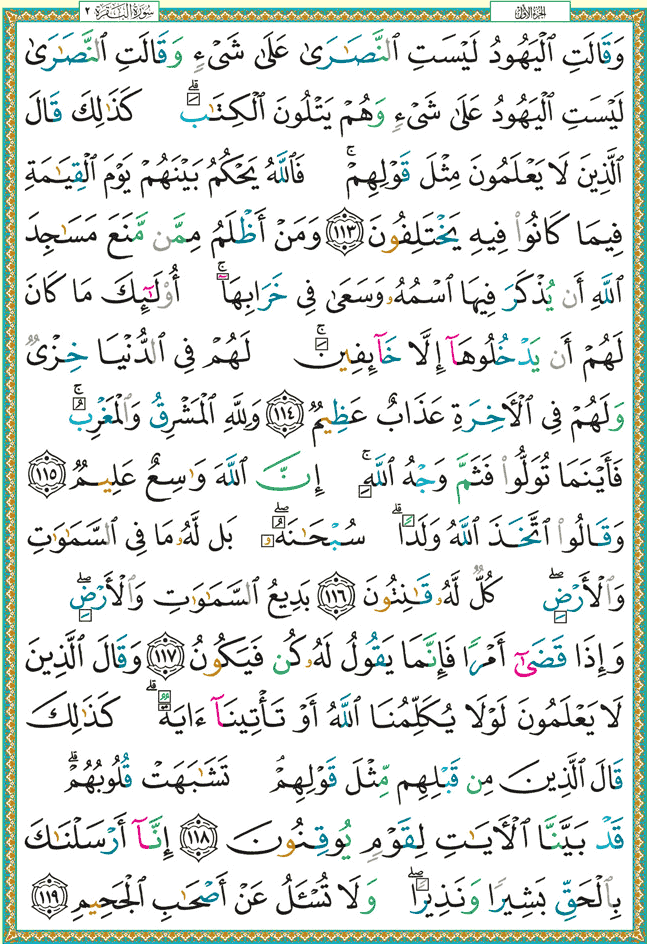 الجزء الأول
سورة البقرة ٢
وَقَالَتِ ٱلْيَهُودُ لَيْسَتِ ٱلنَّصَـٰرَىٰ عَلَىٰ شَىْءٍ وَقَالَتِ ٱلنَّصَـٰرَىٰ
لَيْسَتِ ٱلْيَهُودُ عَلَىٰ شَىْءٍ وَهُمْ يَتْلُونَ ٱلْكِتَـٰبَ ۗ كَذَٰلِكَ قَالَ
ٱلَّذِينَ لَا يَعْلَمُونَ مِثْلَ قَوْلِهِمْ ۚ فَٱللَّهُ يَحْكُمُ بَيْنَهُمْ يَوْمَ ٱلْقِيَـٰمَةِ
فِيمَا كَانُوا۟ فِيهِ يَخْتَلِفُونَ ١١٣ وَمَنْ أَظْلَمُ مِمَّن مَّنَعَ مَسَـٰجِدَ
ٱللَّهِ أَن يُذْكَرَ فِيهَا ٱسْمُهُۥ وَسَعَىٰ فِى خَرَابِهَآ ۚ أُو۟لَـٰٓئِكَ مَا كَانَ
لَهُمْ أَن يَدْخُلُوهَآ إِلَّا خَآئِفِينَ ۚ لَهُمْ فِى ٱلدُّنْيَا خِزْىٌ
وَلَهُمْ فِى ٱلْـَٔاخِرَةِ عَذَابٌ عَظِيمٌ ١١٤ وَلِلَّهِ ٱلْمَشْرِقُ وَٱلْمَغْرِبُ ۚ
فَأَيْنَمَا تُوَلُّوا۟ فَثَمَّ وَجْهُ ٱللَّهِ ۚ إِنَّ ٱللَّهَ وَٰسِعٌ عَلِيمٌ ١١٥
وَقَالُوا۟ ٱتَّخَذَ ٱللَّهُ وَلَدًا ۗ سُبْحَـٰنَهُۥ ۖ بَل لَّهُۥ مَا فِى ٱلسَّمَـٰوَٰتِ
وَٱلْأَرْضِ ۖ كُلٌّ لَّهُۥ قَـٰنِتُونَ ١١٦ بَدِيعُ ٱلسَّمَـٰوَٰتِ وَٱلْأَرْضِ ۖ
وَإِذَا قَضَىٰٓ أَمْرًا فَإِنَّمَا يَقُولُ لَهُۥ كُن فَيَكُونُ ١١٧ وَقَالَ ٱلَّذِينَ
لَا يَعْلَمُونَ لَوْلَا يُكَلِّمُنَا ٱللَّهُ أَوْ تَأْتِينَآ ءَايَةٌ ۗ كَذَٰلِكَ
قَالَ ٱلَّذِينَ مِن قَبْلِهِم مِّثْلَ قَوْلِهِمْ ۘ تَشَـٰبَهَتْ قُلُوبُهُمْ ۗ
قَدْ بَيَّنَّا ٱلْـَٔايَـٰتِ لِقَوْمٍ يُوقِنُونَ ١١٨ إِنَّآ أَرْسَلْنَـٰكَ
بِٱلْحَقِّ بَشِيرًا وَنَذِيرًا ۖ وَلَا تُسْـَٔلُ عَنْ أَصْحَـٰبِ ٱلْجَحِيمِ ١١٩